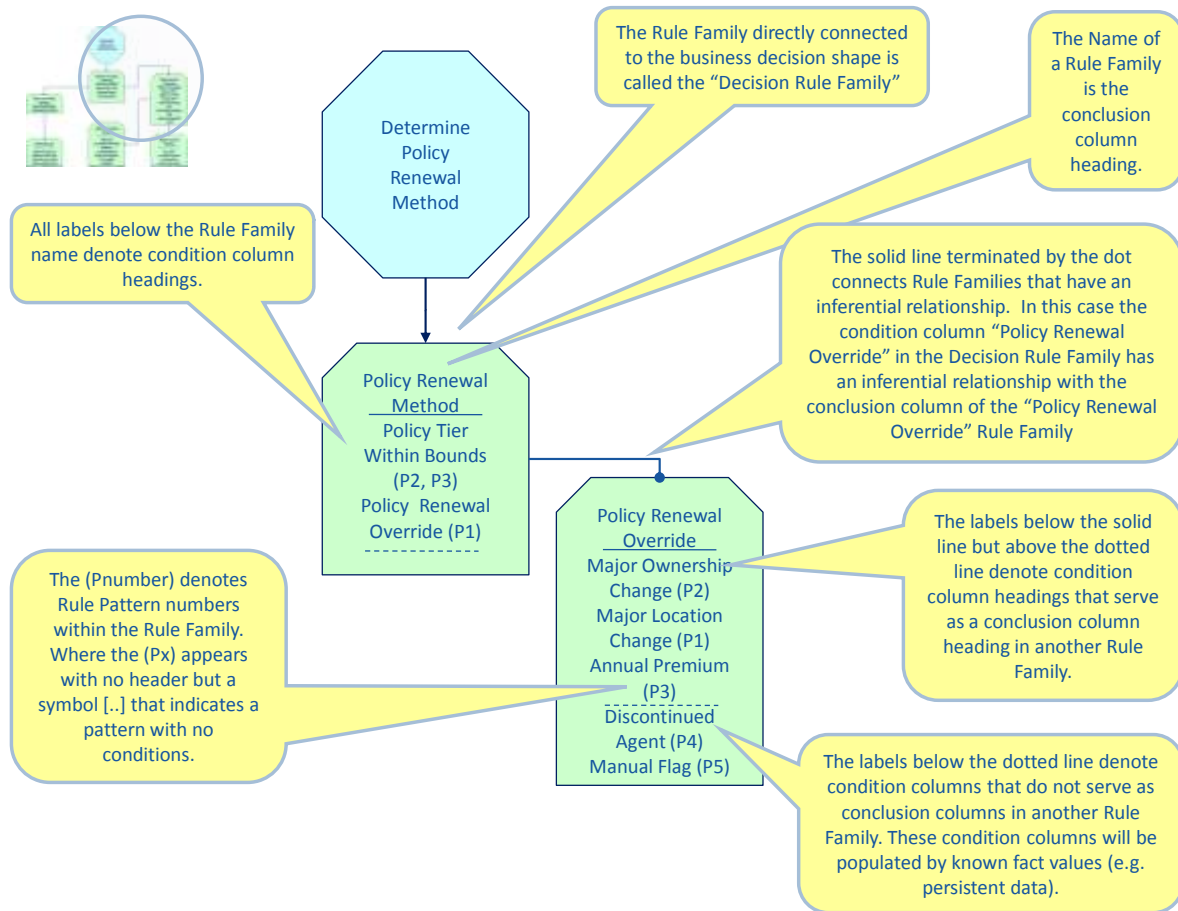 The Rule Family directly connected
to the business decision shape is
called the “Decision Rule Family”
The Name of
a Rule Family
is the
conclusion
column
heading.
Determine
Policy
Renewal
Method
All labels below the Rule Family
name denote condition column
headings.
The solid line terminated by the dot
connects Rule Families that have an
inferential relationship. In this case the
condition column “Policy Renewal
Override” in the Decision Rule Family has
an inferential relationship with the
conclusion column of the “Policy Renewal
Override” Rule Family
Policy Renewal
Method
Policy Tier
Within Bounds
(P2, P3)
Policy Renewal
Override (P1)
Policy Renewal
Override
Major Ownership
Change (P2)
Major Location
Change (P1)
Annual Premium
(P3)
Discontinued
Agent (P4)
Manual Flag (P5)
The labels below the solid
line but above the dotted
line denote condition
column headings that serve
as a conclusion column
heading in another Rule
Family.
The (Pnumber) denotes
Rule Pattern numbers
within the Rule Family.
Where the (Px) appears
with no header but a
symbol [..] that indicates a
pattern with no
conditions.
The labels below the dotted line denote
condition columns that do not serve as
conclusion columns in another Rule
Family. These condition columns will be
populated by known fact values (e.g.
persistent data).